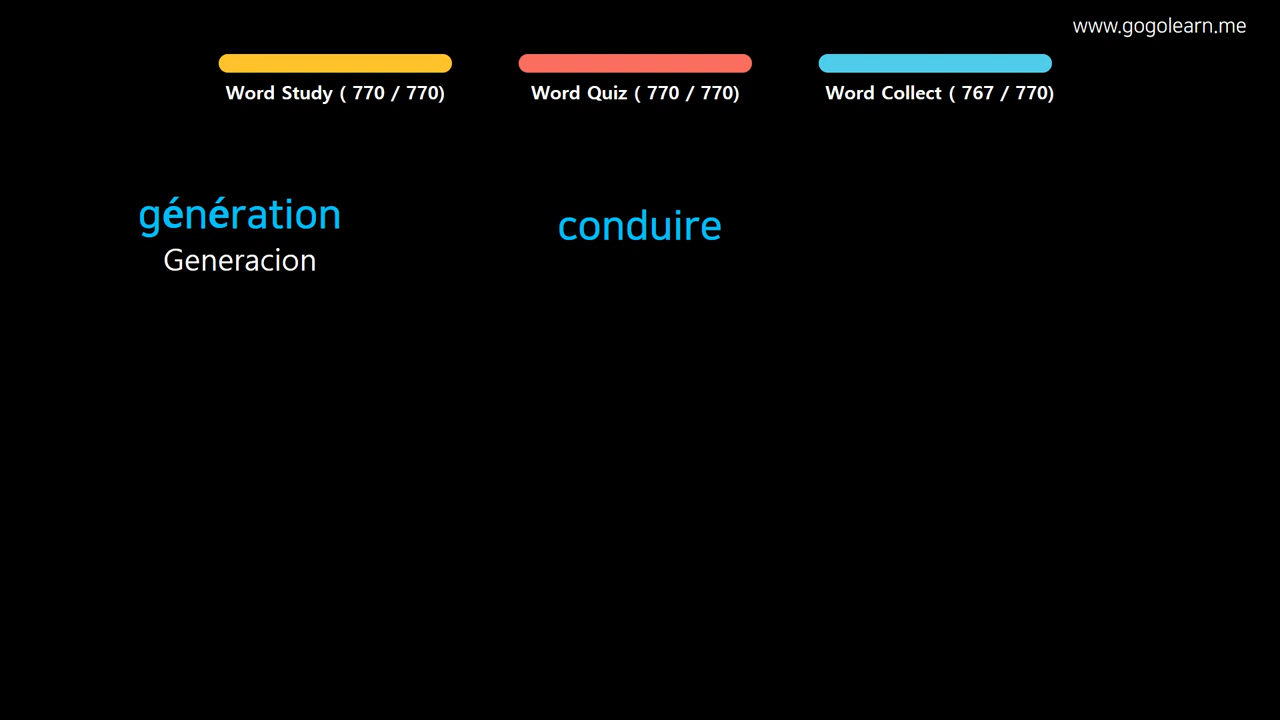 www.gogolearn.me
Word Study ( 770 / 770)
Word Quiz ( 770 / 770)
Word Collect ( 767 / 770)
génération
Generacion
conduire